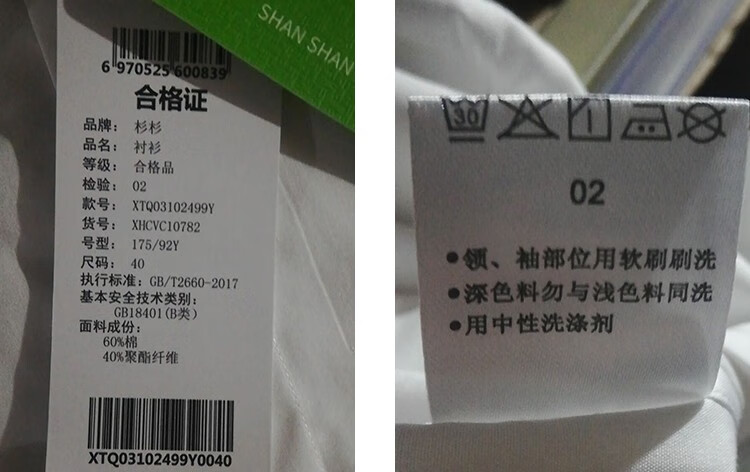 SHAN SHAN
6 970525 600839
合格证
品牌: 杉杉
品名: 衬衫
等级: 合格品
检验: 02
款号: XTQ03102499Y
货号: XHCVC10782
号型: 175/92Y
尺码: 40
执行标准: GB/T2660-2017
基本安全技术类别:
GB18401(B类)
面料成份:
60%棉
40%聚酯纤维
XTQ03102499Y0040
30
02
•领、袖部位用软刷刷洗
•深色料勿与浅色料同洗
•用中性洗涤剂